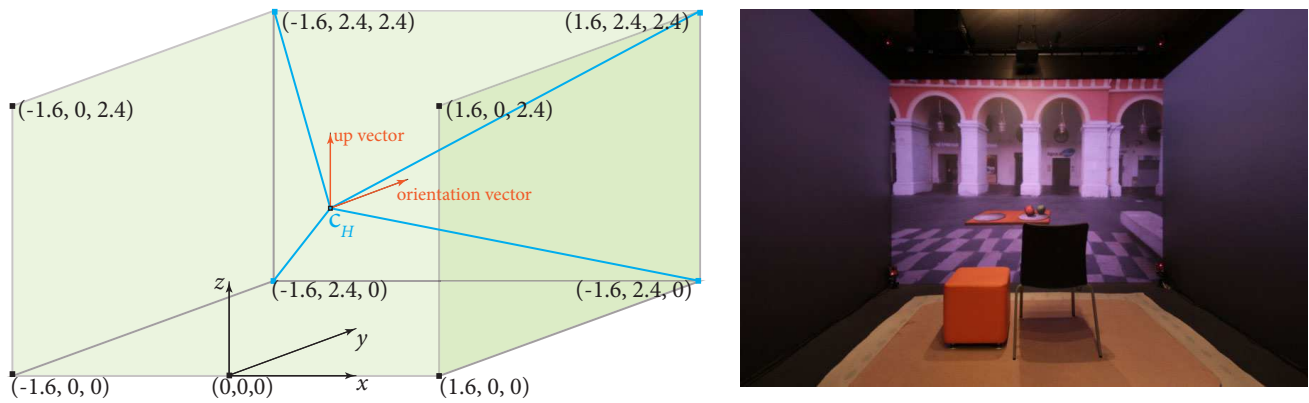 (-1.6, 2.4, 2.4)
(1.6, 2.4, 2.4)
(-1.6, 0, 2.4)
(1.6, 0, 2.4)
up vector
orientation vector
C_H
z
(-1.6, 2.4, 0)
(-1.6, 2.4, 0)
y
(-1.6, 0, 0)
(0,0,0)
x
(1.6, 0, 0)